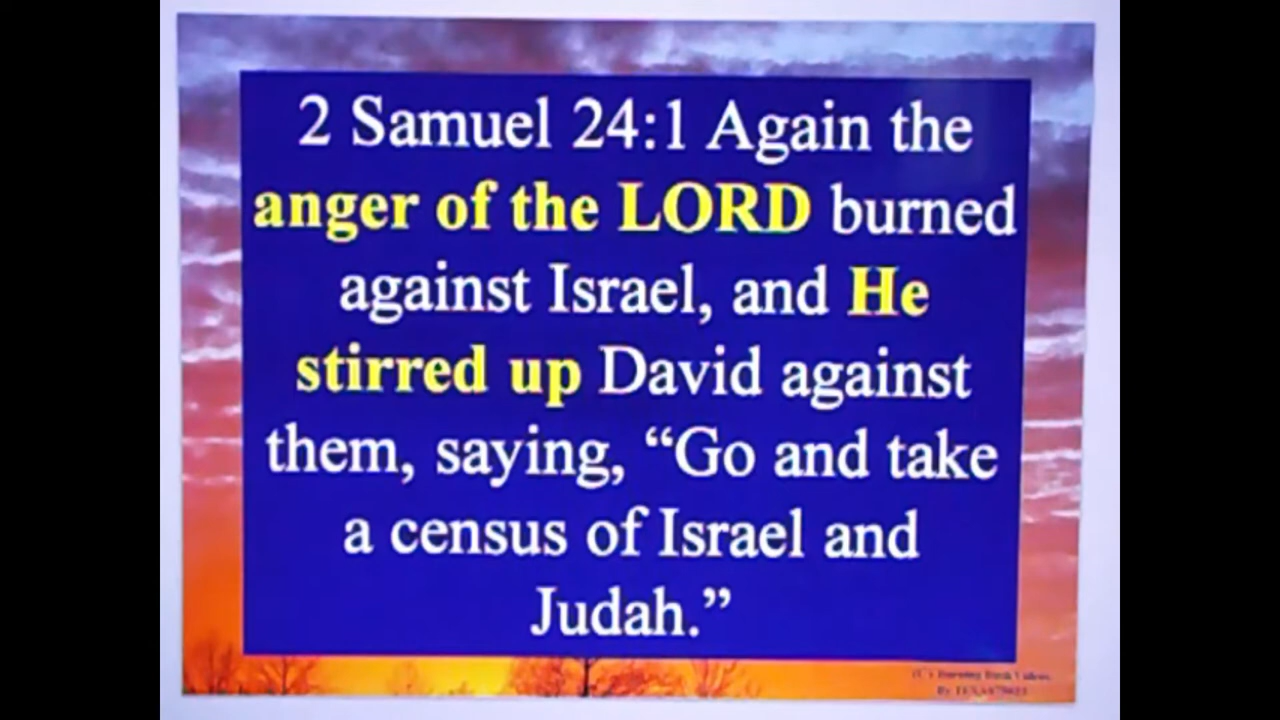 2 Samuel 24:1 Again the
anger of the LORD burned
against Israel, and He
stirred up David against
them, saying, “Go and take
a census of Israel and
Judah.”